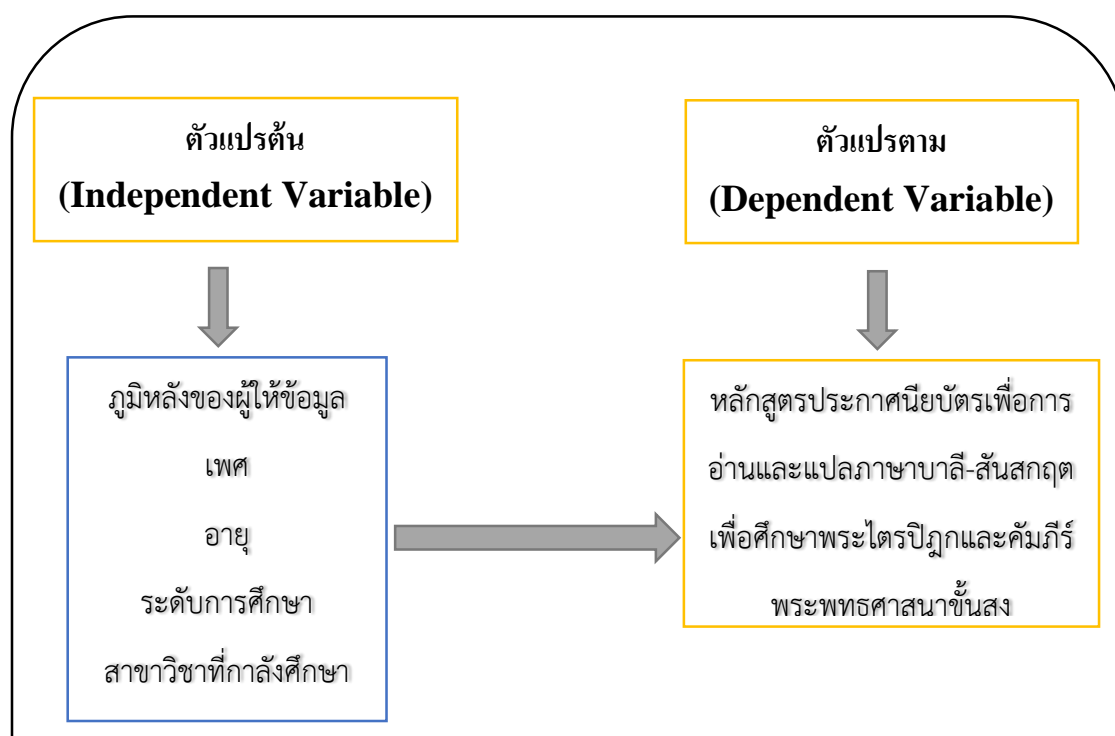 ตัวแปรต้น
(Independent Variable)
ตัวแปรตาม
(Dependent Variable)
ภูมิหลังของผู้ให้ข้อมูล
เพศ
อายุ
ระดับการศึกษา
สาขาวิชาที่กาลังศึกษา
หลักสูตรประกาศนียบัตรเพื่อการ
อ่านและแปลภาษาบาลี-สันสกฤต
เพื่อศึกษาพระไตรปิฎกและคัมภีร์
พระพทธศาสนาขั้นสง